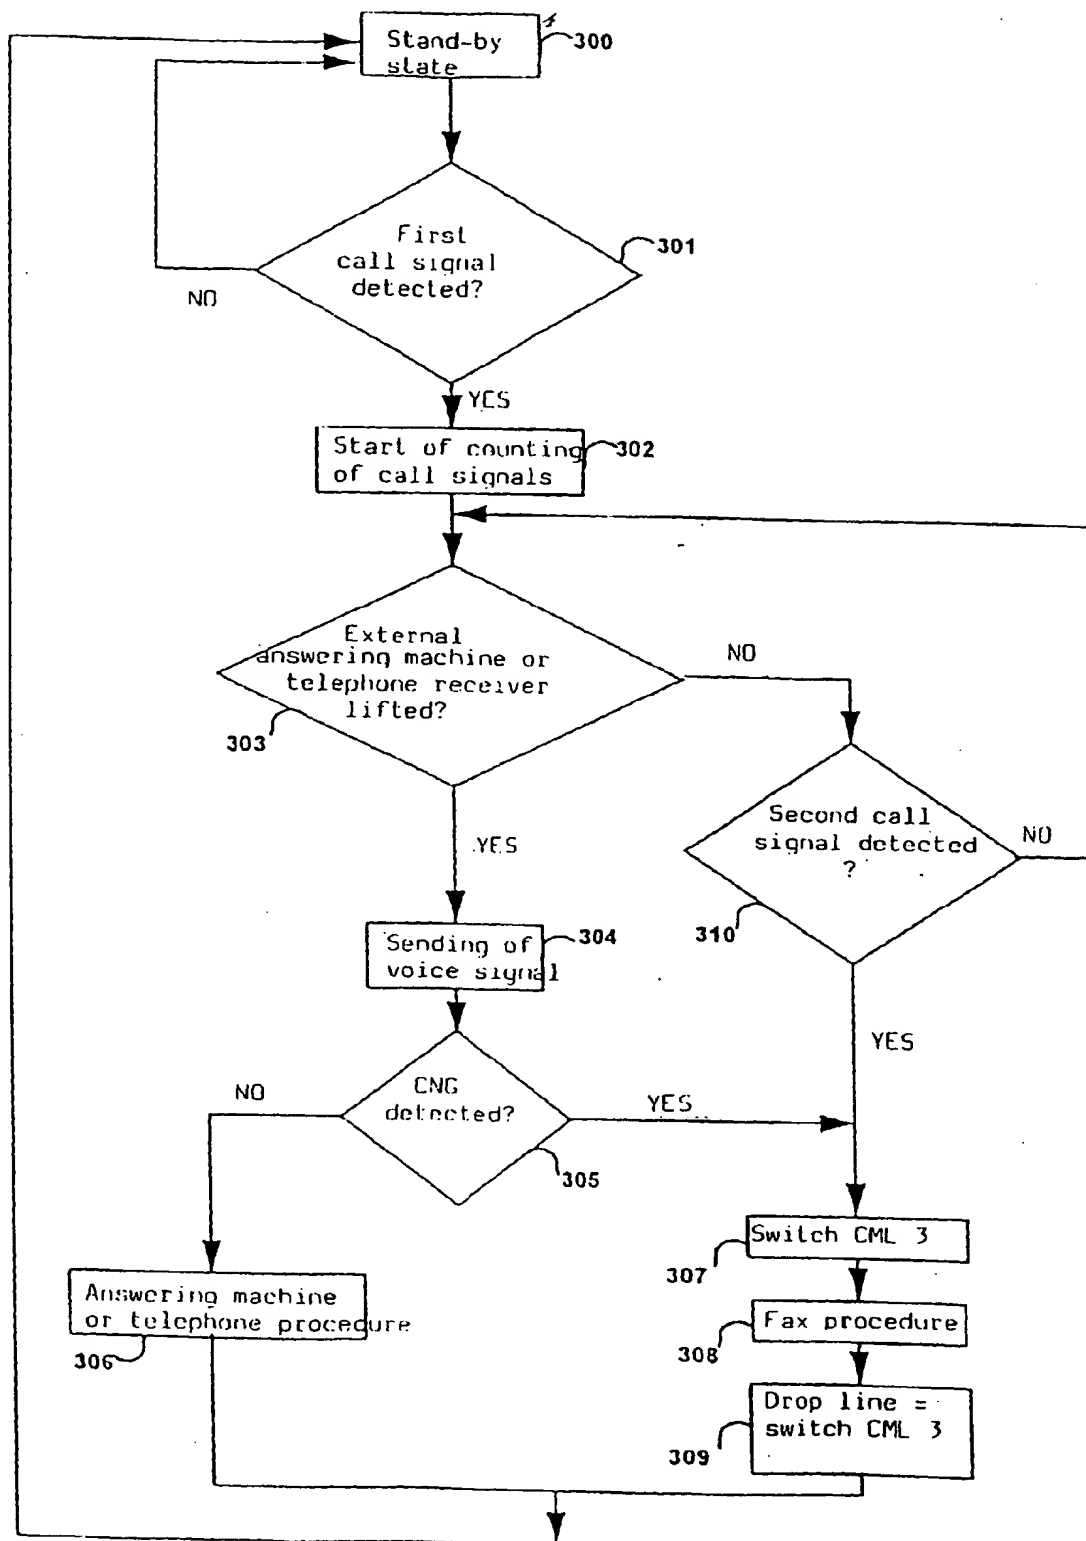 Stand-by
state
300
First
call signal
detected?
301
NO
YES
Start of counting
of call signals
302
External
answering machine or
telephone receiver
lifted?
303
NO
YES
Second call
signal detected
?
310
NO
YES
Sending of
voice signal
304
CNG
detected?
305
NO
YES
Switch CML 3
307
Answering machine
or telephone procedure
306
Fax procedure
308
Drop line =
switch CML 3
309